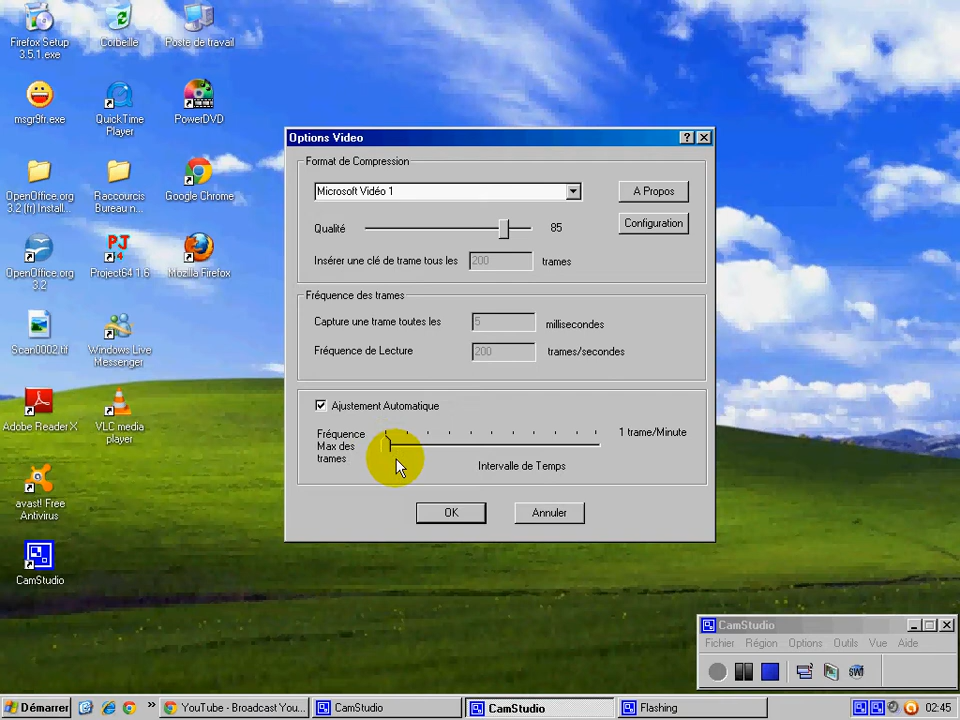 Firefox Setup
3.5.1.exe
Corbeille
Poste de travail
msgr9fr.exe
QuickTime
Player
PowerDVD
OpenOffice.org
3.2 (fr) Install...
Raccourcis
Bureau n...
Google Chrome
OpenOffice.org
3.2
PJ
64
Project64 1.6
Mozilla Firefox
Scan0002.tif
Windows Live
Messenger
Adobe Reader X
VLC media
player
avast! Free
Antivirus
CamStudio
Options Video
Format de Compression
Microsoft Vidéo 1
A Propos
Qualité
85
Configuration
Insérer une clé de trame tous les
200
trames
Fréquence des trames
Capture une trame toutes les
5
millisecondes
Fréquence de Lecture
200
trames/secondes
Ajustement Automatique
Fréquence
Max des
trames
1 trame/Minute
Intervalle de Temps
OK
Annuler
CamStudio
Fichier Région Options Outils Vue Aide
SWF
Démarrer
YouTube - Broadcast You...
CamStudio
CamStudio
Flashing
02:45